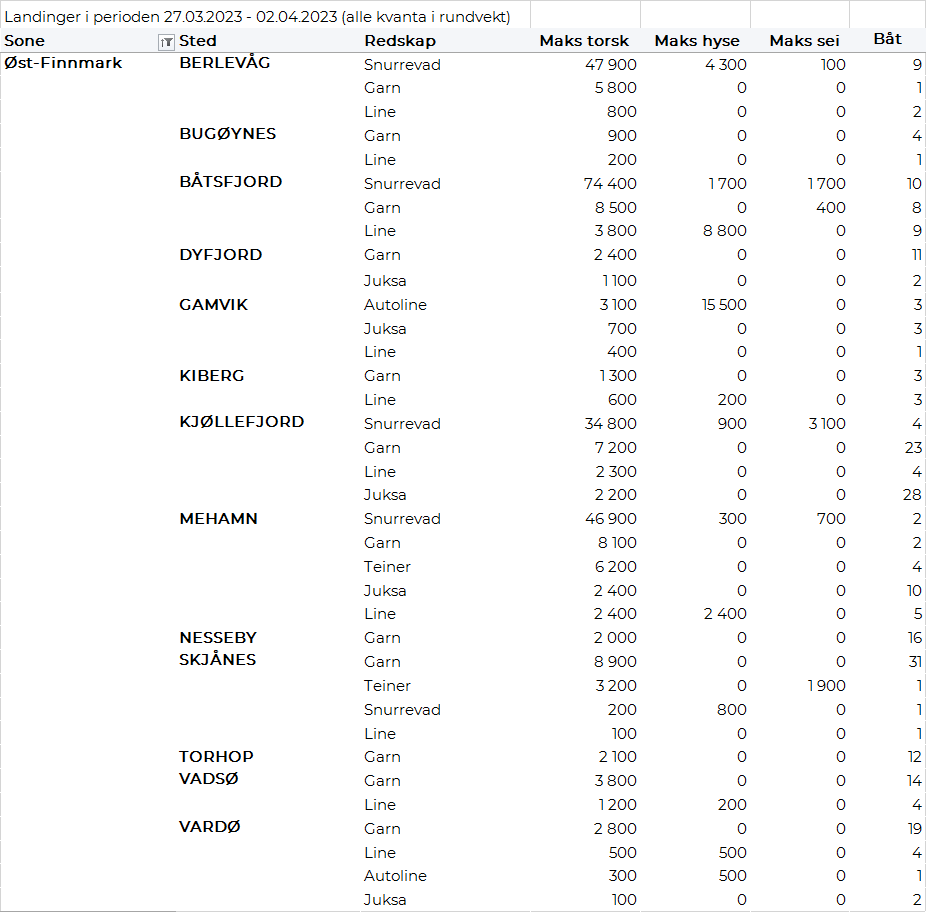 Landinger i perioden 27.03.2023 - 02.04.2023 (alle kvanta i rundvekt)
Sone Sted Redskap Maks torsk Maks hyse Maks sei Båt
Øst-Finnmark BERLEVÅG Snurrevad 47 900 4 300 100 9
Garn 5 800 0 0 1
Line 800 0 0 2
BUGØYNES Garn 900 0 0 4
Line 200 0 0 1
BÅTSFJORD Snurrevad 74 400 1 700 1 700 10
Garn 8 500 0 400 8
Line 3 800 8 800 0 9
DYFJORD Garn 2 400 0 0 11
Juksa 1 100 0 0 2
GAMVIK Autoline 3 100 15 500 0 3
Juksa 700 0 0 3
Line 400 0 0 1
KIBERG Garn 1 300 0 0 3
Line 600 200 0 3
KJØLLEFJORD Snurrevad 34 800 900 3 100 4
Garn 7 200 0 0 23
Line 2 300 0 0 4
Juksa 2 200 0 0 28
MEHAMN Snurrevad 46 900 300 700 2
Garn 8 100 0 0 2
Teiner 6 200 0 0 4
Juksa 2 400 0 0 10
Line 2 400 2 400 0 5
NESSEBY Garn 2 000 0 0 16
SKJÅNES Garn 8 900 0 0 31
Teiner 3 200 0 1 900 1
Snurrevad 200 800 0 1
Line 100 0 0 1
TORHOP Garn 2 100 0 0 12
VADSØ Garn 3 800 0 0 14
Line 1 200 200 0 4
VARDØ Garn 2 800 0 0 19
Line 500 500 0 4
Autoline 300 500 0 1
Juksa 100 0 0 2